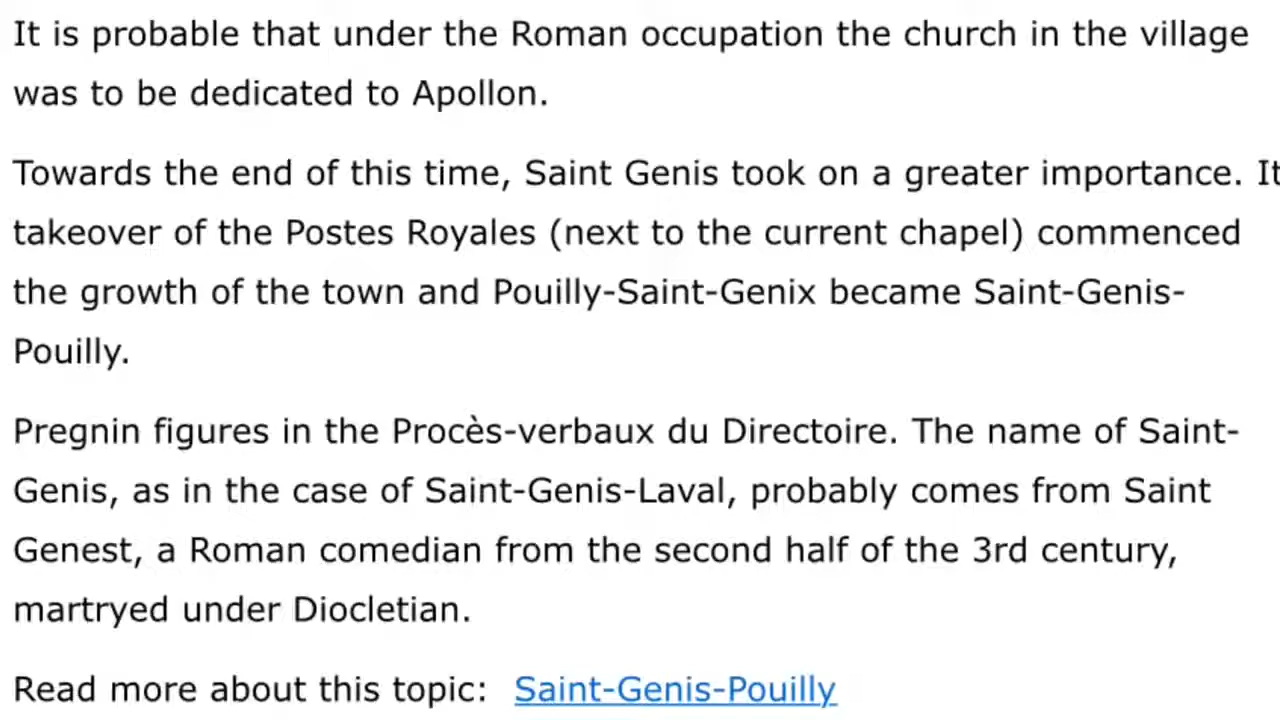 It is probable that under the Roman occupation the church in the village
was to be dedicated to Apollon.
Towards the end of this time, Saint Genis took on a greater importance. It
takeover of the Postes Royales (next to the current chapel) commenced
the growth of the town and Pouilly-Saint-Genix became Saint-Genis-
Pouilly.
Pregnin figures in the Procès-verbaux du Directoire. The name of Saint-
Genis, as in the case of Saint-Genis-Laval, probably comes from Saint
Genest, a Roman comedian from the second half of the 3rd century,
martryed under Diocletian.
Read more about this topic: Saint-Genis-Pouilly